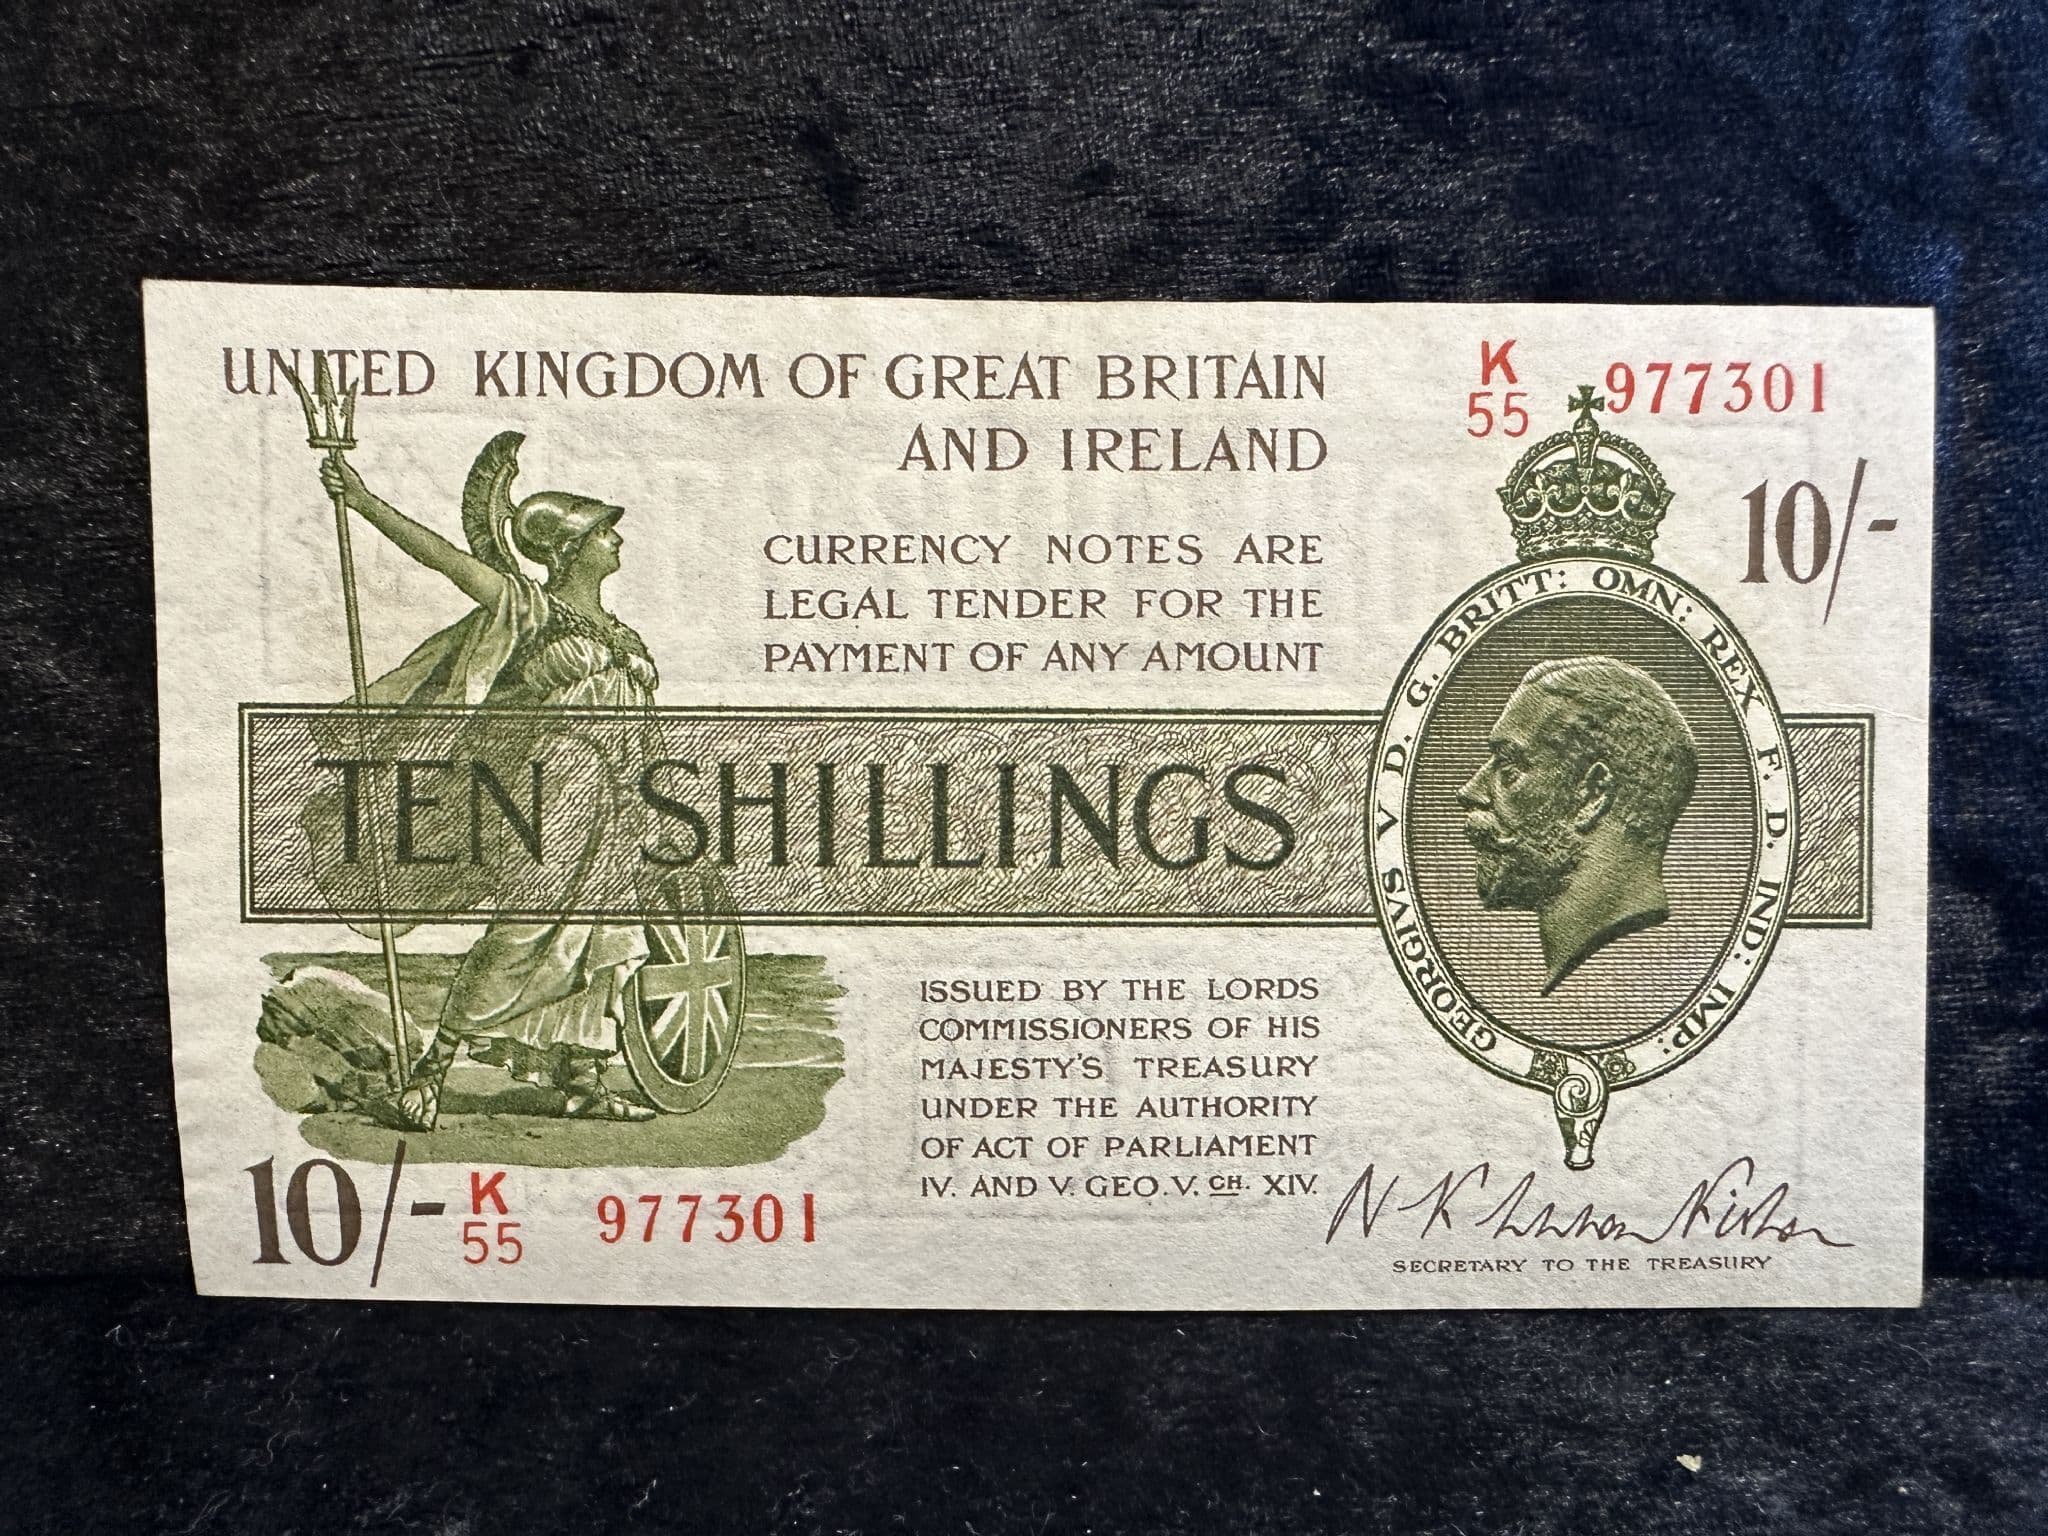 UNITED KINGDOM OF GREAT BRITAIN
AND IRELAND
K
55
977301
10/-
CURRENCY NOTES ARE
LEGAL TENDER FOR THE
PAYMENT OF ANY AMOUNT
TEN SHILLINGS
GEORGIVS V D. G. BRITT: OMN: REX F. D. IND: IMP:
ISSUED BY THE LORDS
COMMISSIONERS OF HIS
MAJESTY'S TREASURY
UNDER THE AUTHORITY
OF ACT OF PARLIAMENT
IV. AND V. GEO. V. CH. XIV.
10/-
K
55
977301
N K Warren Fisher
SECRETARY TO THE TREASURY